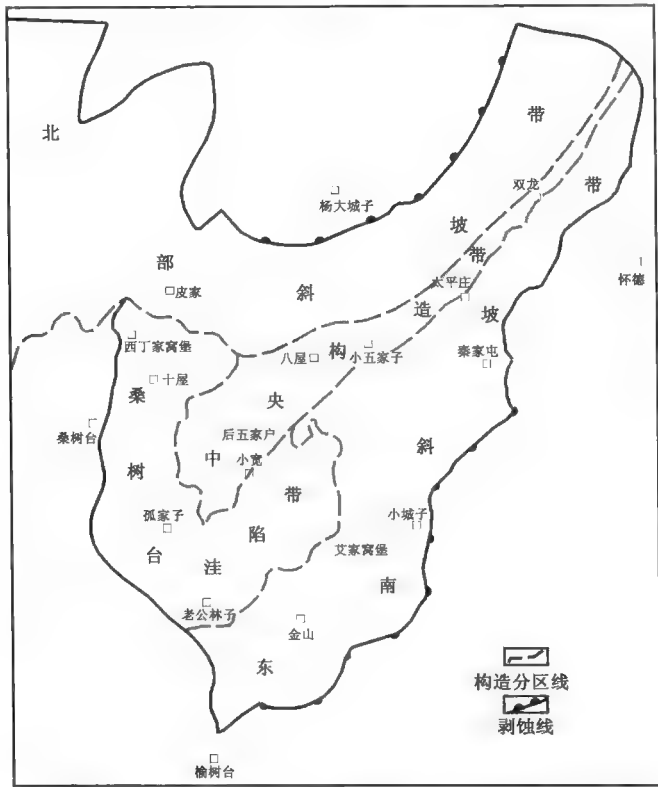 北部斜坡带
中央构造带
桑树台洼陷带
东南斜坡带
双龙
杨大城子
怀德
太平庄
皮家
西丁家窝堡
八屋
小五家子
秦家屯
十屋
桑树台
后五家户
小宽
孤家子
小城子
艾家窝堡
老公林子
金山
榆树台
构造分区线
剥蚀线